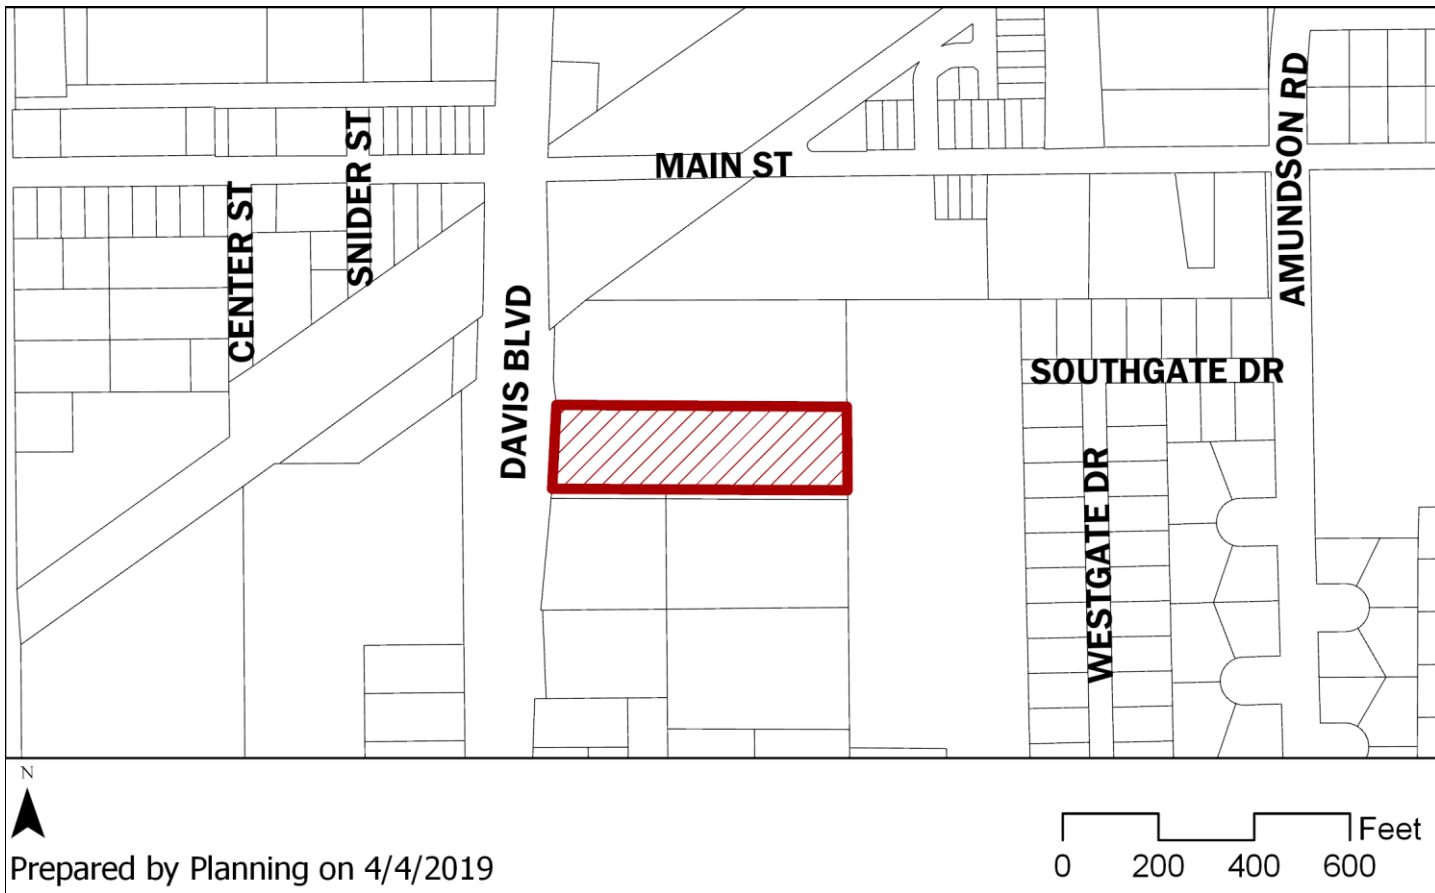 MAIN ST
AMUNDSON RD
SNIDER ST
CENTER ST
DAVIS BLVD
SOUTHGATE DR
WESTGATE DR
N
Prepared by Planning on 4/4/2019
Feet
0 200 400 600